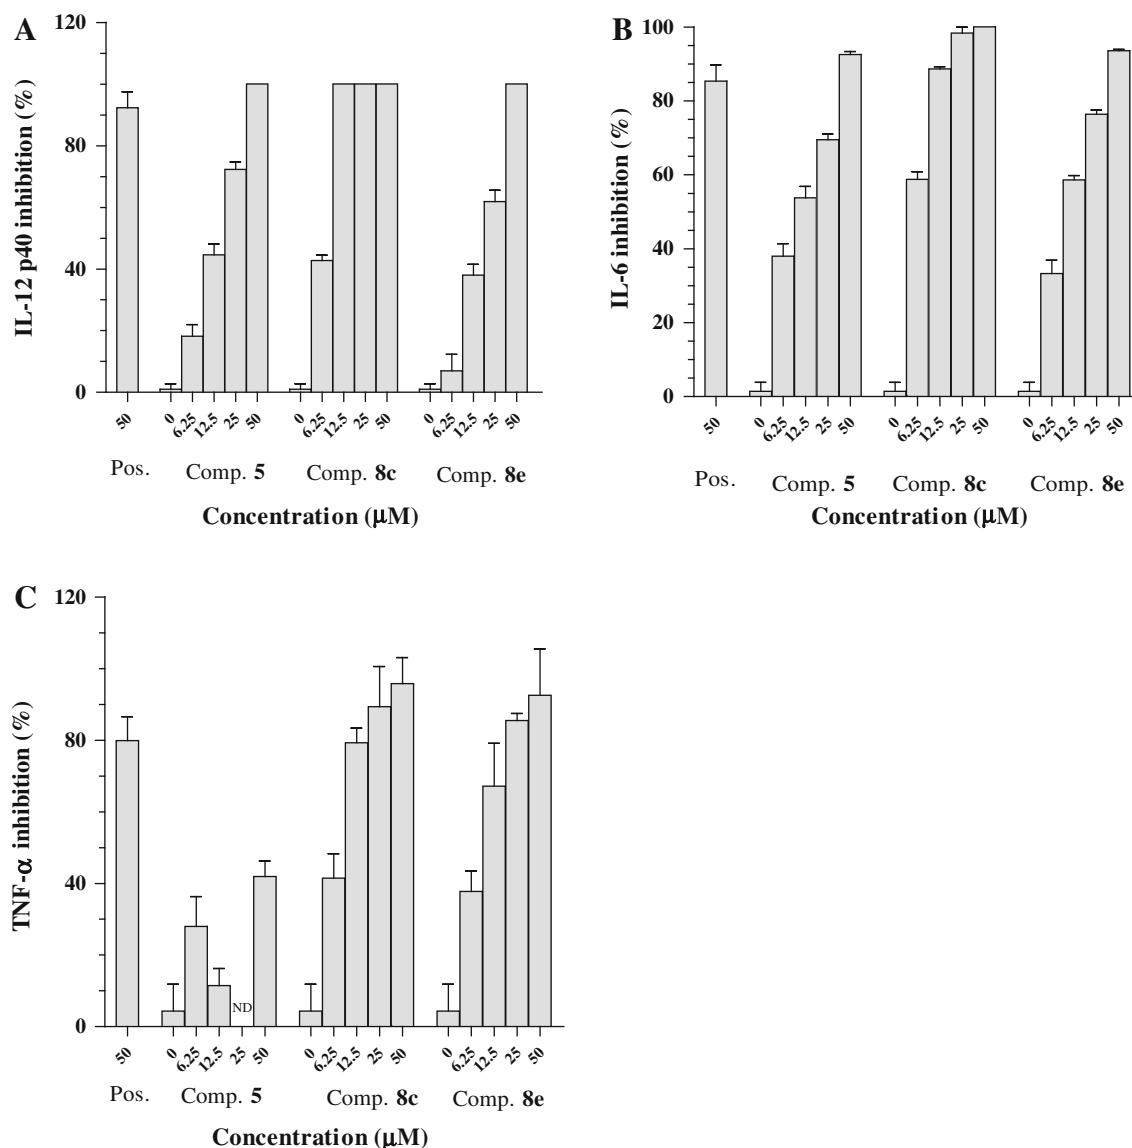 A
120
80
40
0
IL-12 p40 inhibition (%)
50 0 6.25 12.5 25 50 0 6.25 12.5 25 50 0 6.25 12.5 25 50
Pos. Comp. 5 Comp. 8c Comp. 8e
Concentration (μM)
B
100
80
60
40
20
0
IL-6 inhibition (%)
50 0 6.25 12.5 25 50 0 6.25 12.5 25 50 0 6.25 12.5 25 50
Pos. Comp. 5 Comp. 8c Comp. 8e
Concentration (μM)
C
120
80
40
0
TNF-α inhibition (%)
ND
50 0 6.25 12.5 25 50 0 6.25 12.5 25 50 0 6.25 12.5 25 50
Pos. Comp. 5 Comp. 8c Comp. 8e
Concentration (μM)